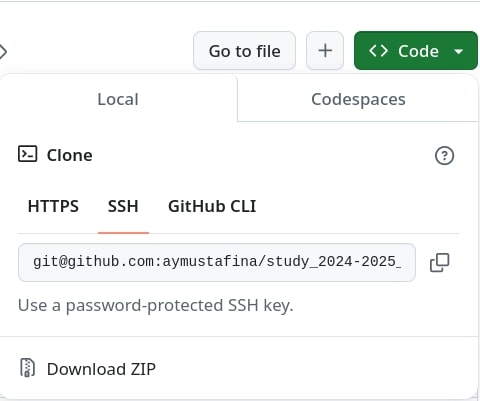 Go to file
Code
Local
Codespaces
Clone
HTTPS
SSH
GitHub CLI
git@github.com:aymustafina/study_2024-2025_
Use a password-protected SSH key.
Download ZIP